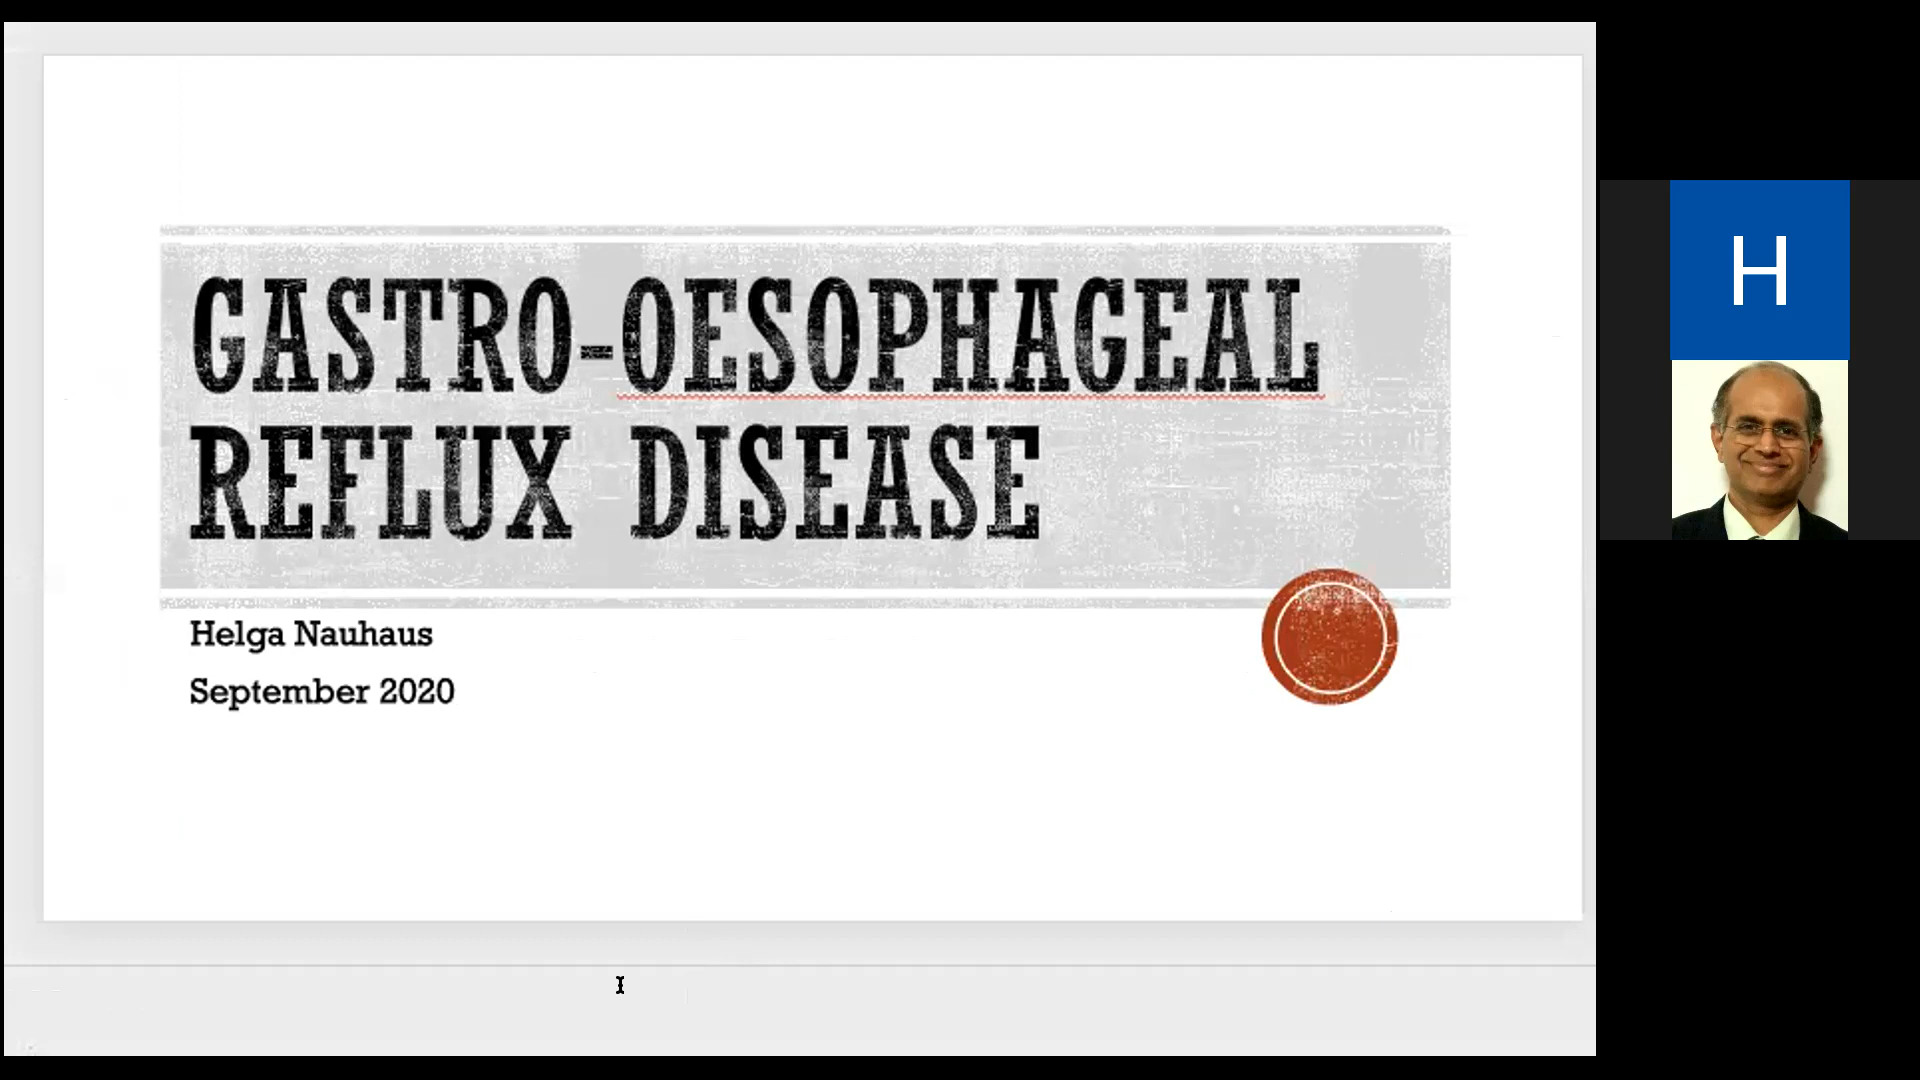 GASTRO-OESOPHAGEAL
REFLUX DISEASE
Helga Nauhaus
September 2020
H